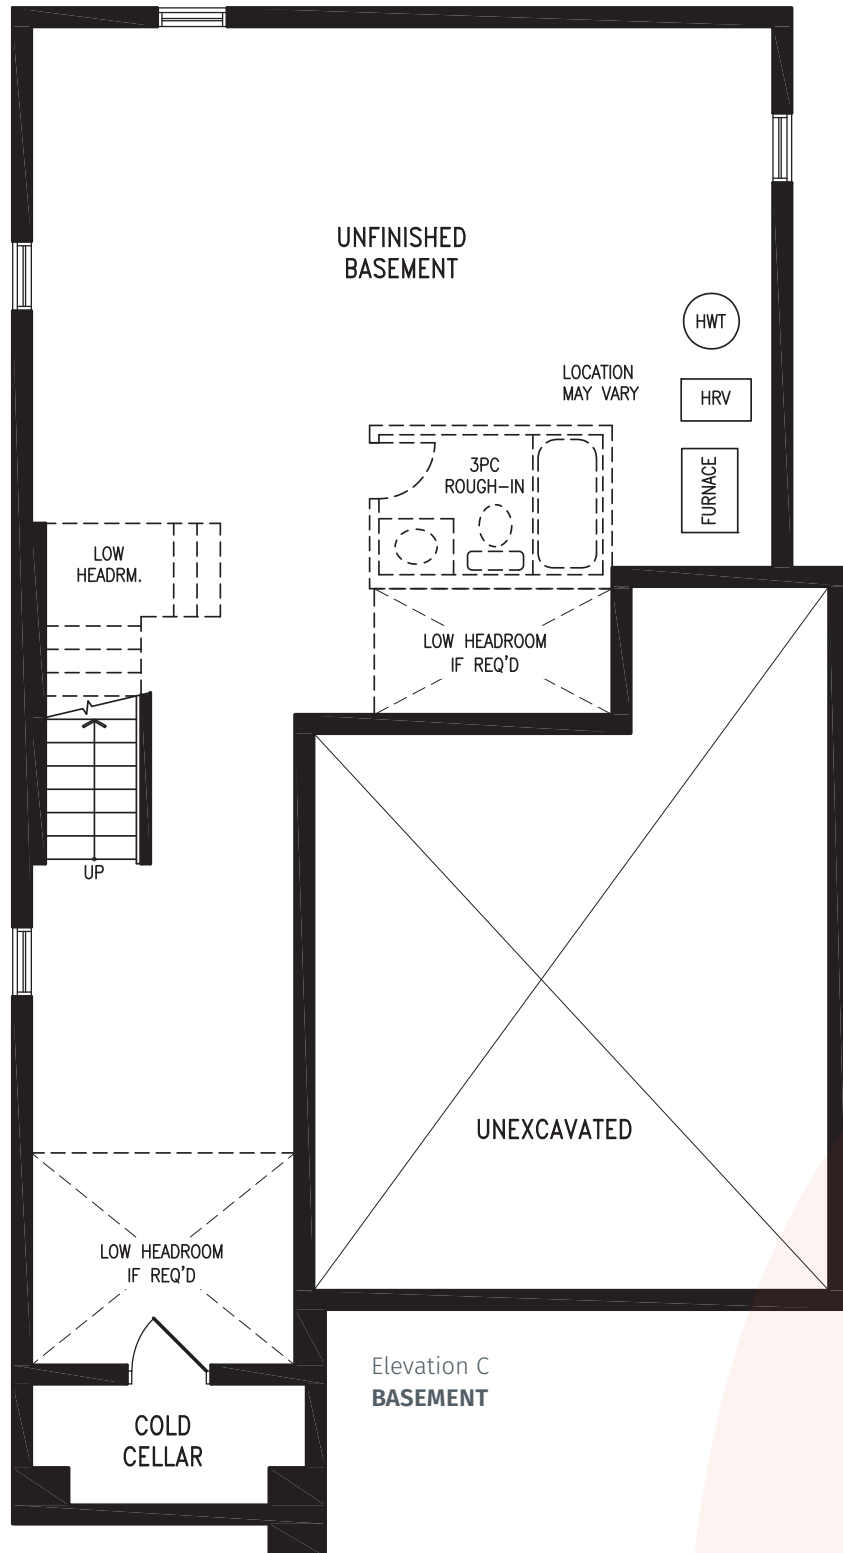 UNFINISHED
BASEMENT
HWT
LOCATION
MAY VARY
HRV
3PC
ROUGH-IN
FURNACE
LOW
HEADRM.
LOW HEADROOM
IF REQ'D
UP
UNEXCAVATED
LOW HEADROOM
IF REQ'D
Elevation C
BASEMENT
COLD
CELLAR